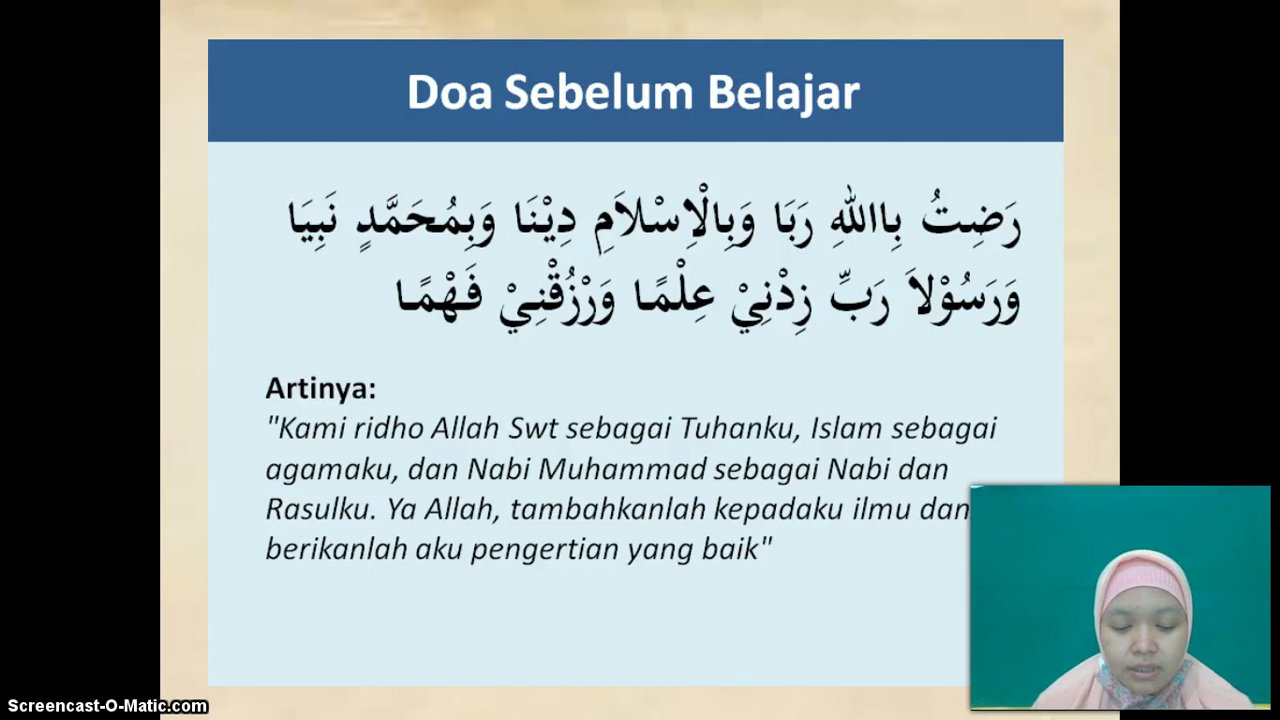 Doa Sebelum Belajar
رَضِتُ بِااللهِ رَبَا وَبِالْاِسْلاَمِ دِيْنَا وَبِمُحَمَّدٍ نَبِيَا
وَرَسُوْلاَ رَبِّ زِدْنِيْ عِلْمًا وَرْزُقْنِيْ فَهْمًا
Artinya:
"Kami ridho Allah Swt sebagai Tuhanku, Islam sebagai
agamaku, dan Nabi Muhammad sebagai Nabi dan
Rasulku. Ya Allah, tambahkanlah kepadaku ilmu dan
berikanlah aku pengertian yang baik"
Screencast-O-Matic.com